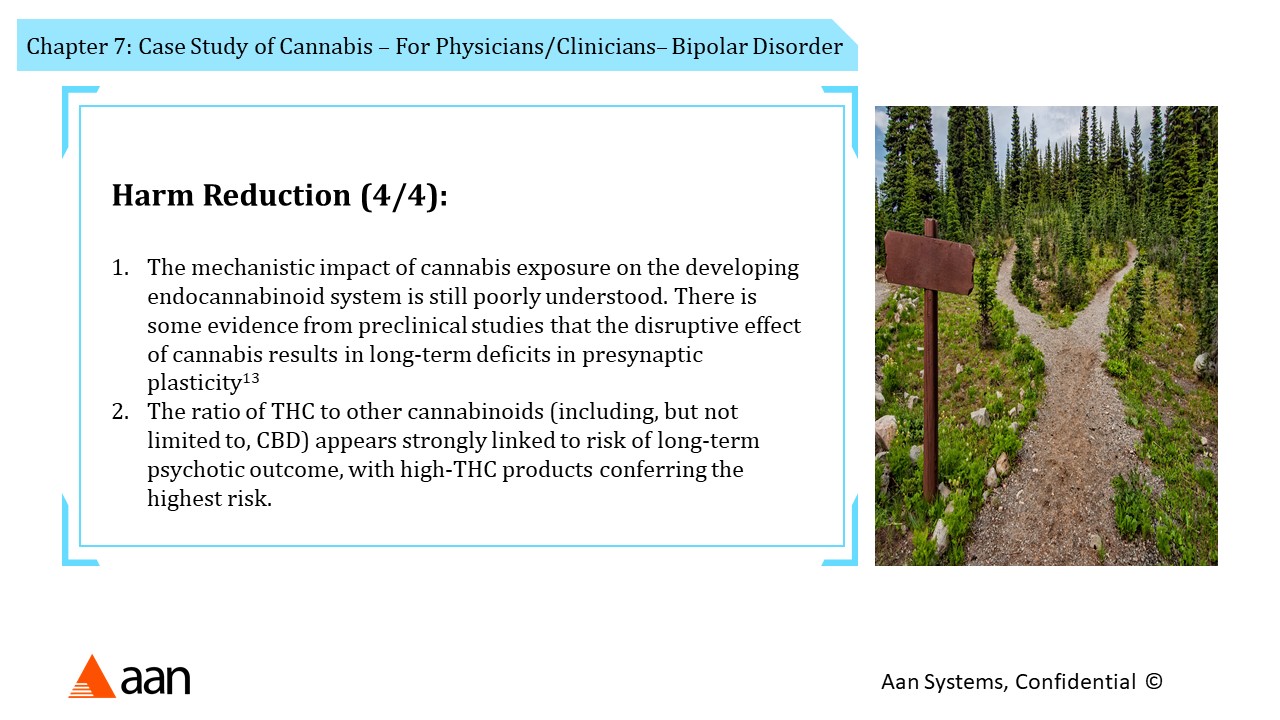 Chapter 7: Case Study of Cannabis – For Physicians/Clinicians– Bipolar Disorder
Harm Reduction (4/4):
1. The mechanistic impact of cannabis exposure on the developing
endocannabinoid system is still poorly understood. There is
some evidence from preclinical studies that the disruptive effect
of cannabis results in long-term deficits in presynaptic
plasticity¹³
2. The ratio of THC to other cannabinoids (including, but not
limited to, CBD) appears strongly linked to risk of long-term
psychotic outcome, with high-THC products conferring the
highest risk.
aan
Aan Systems, Confidential ©